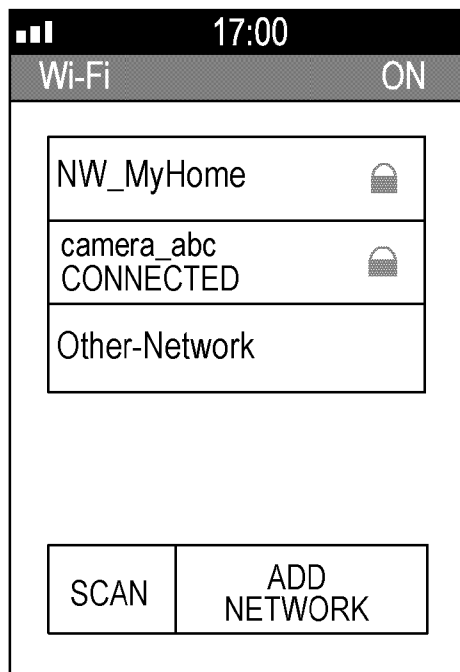 17:00
Wi-Fi ON
NW_MyHome
camera_abc
CONNECTED
Other-Network
SCAN
ADD
NETWORK